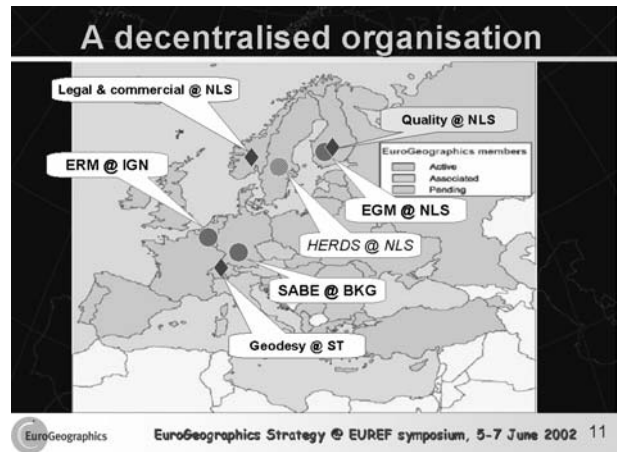 A decentralised organisation
Legal & commercial @ NLS
Quality @ NLS
EuroGeographics members
Active
Associated
Pending
ERM @ IGN
EGM @ NLS
HERDS @ NLS
SABE @ BKG
Geodesy @ ST
EuroGeographics
EuroGeographics Strategy @ EUREF symposium, 5-7 June 2002 11